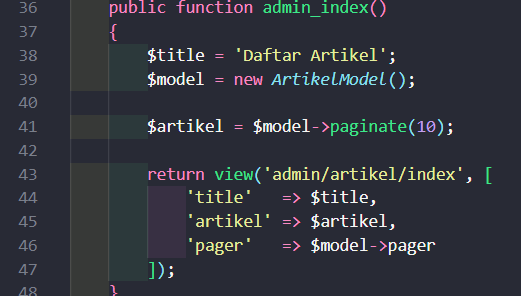 36 public function admin_index()
37 {
38 $title = 'Daftar Artikel';
39 $model = new ArtikelModel();
40
41 $artikel = $model->paginate(10);
42
43 return view('admin/artikel/index', [
44 'title' => $title,
45 'artikel' => $artikel,
46 'pager' => $model->pager
47 ]);
48 }